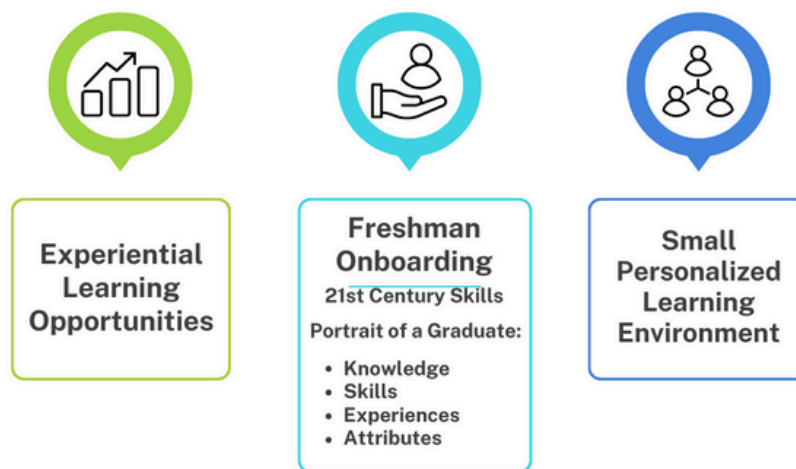 Experiential
Learning
Opportunities
Freshman
Onboarding
21st Century Skills
Portrait of a Graduate:
• Knowledge
• Skills
• Experiences
• Attributes
Small
Personalized
Learning
Environment